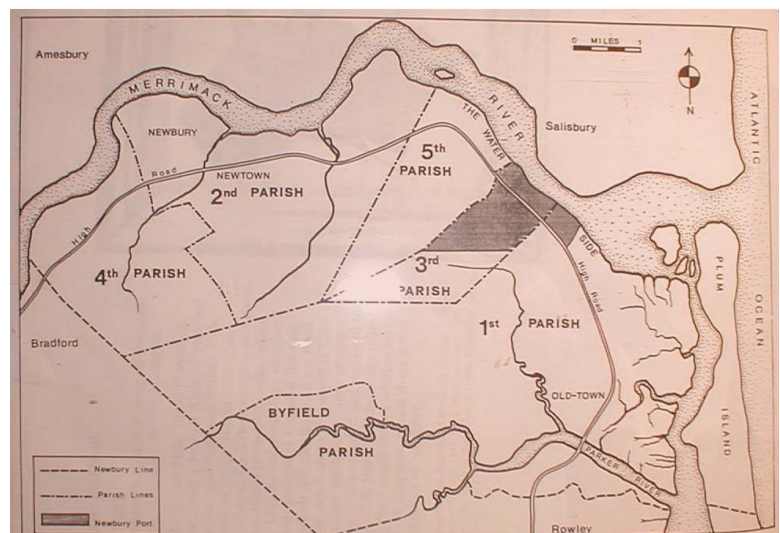 Amesbury
0 MILES 1
MERRIMACK
RIVER
Salisbury
N
ATLANTIC
NEWBURY
THE WATER
5th
PARISH
High Road
NEWTOWN
2nd PARISH
SIDE
3rd
PARISH
4th
PARISH
High Road
PLUM
OCEAN
1st
PARISH
Bradford
OLD-TOWN
BYFIELD
PARISH
ISLAND
PARKER RIVER
Newbury Line
Parish Lines
Newbury Port
Rowley